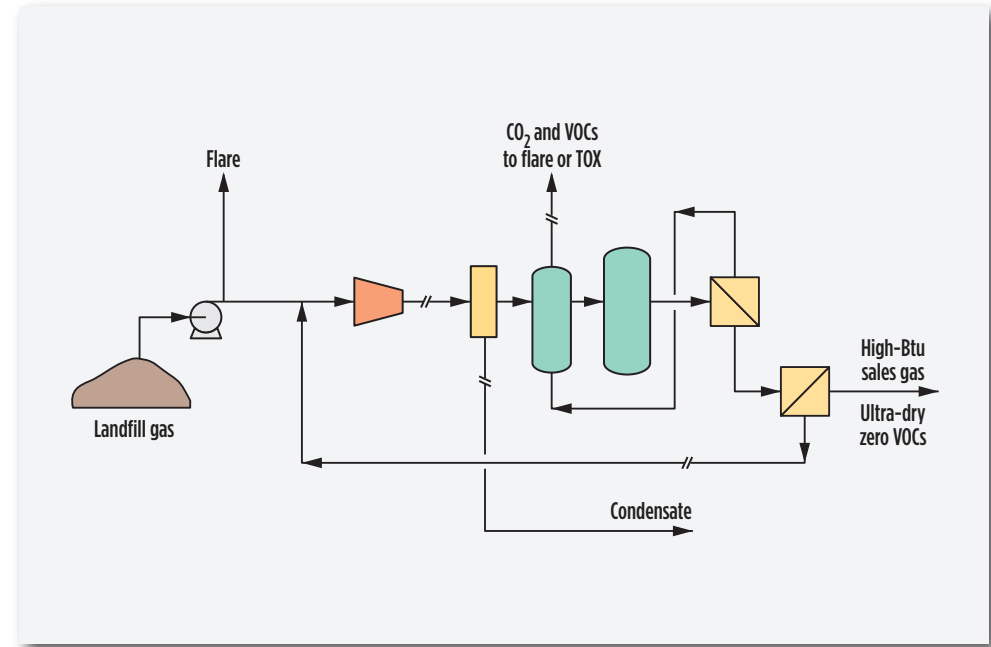 CO2 and VOCs
to flare or TOX
Flare
High-Btu
sales gas
Ultra-dry
zero VOCs
Landfill gas
Condensate